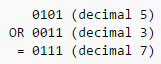 0101 (decimal 5)
OR 0011 (decimal 3)
= 0111 (decimal 7)